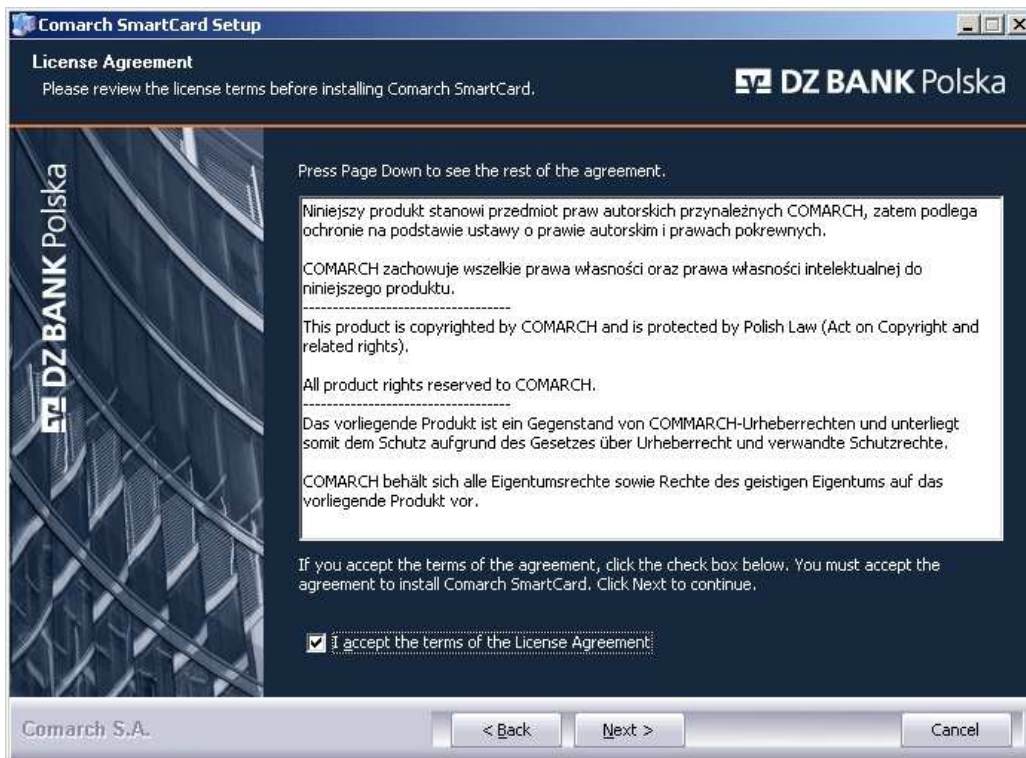 Comarch SmartCard Setup
License Agreement
Please review the license terms before installing Comarch SmartCard.
DZ BANK Polska
DZ BANK Polska
Press Page Down to see the rest of the agreement.
Niniejszy produkt stanowi przedmiot praw autorskich przynależnych COMARCH, zatem podlega
ochronie na podstawie ustawy o prawie autorskim i prawach pokrewnych.
COMARCH zachowuje wszelkie prawa własności oraz prawa własności intelektualnej do
niniejszego produktu.
-----------------------------------
This product is copyrighted by COMARCH and is protected by Polish Law (Act on Copyright and
related rights).
All product rights reserved to COMARCH.
-----------------------------------
Das vorliegende Produkt ist ein Gegenstand von COMMARCH-Urheberrechten und unterliegt
somit dem Schutz aufgrund des Gesetzes über Urheberrecht und verwandte Schutzrechte.
COMARCH behält sich alle Eigentumsrechte sowie Rechte des geistigen Eigentums auf das
vorliegende Produkt vor.
If you accept the terms of the agreement, click the check box below. You must accept the
agreement to install Comarch SmartCard. Click Next to continue.
I accept the terms of the License Agreement
Comarch S.A.
< Back
Next >
Cancel